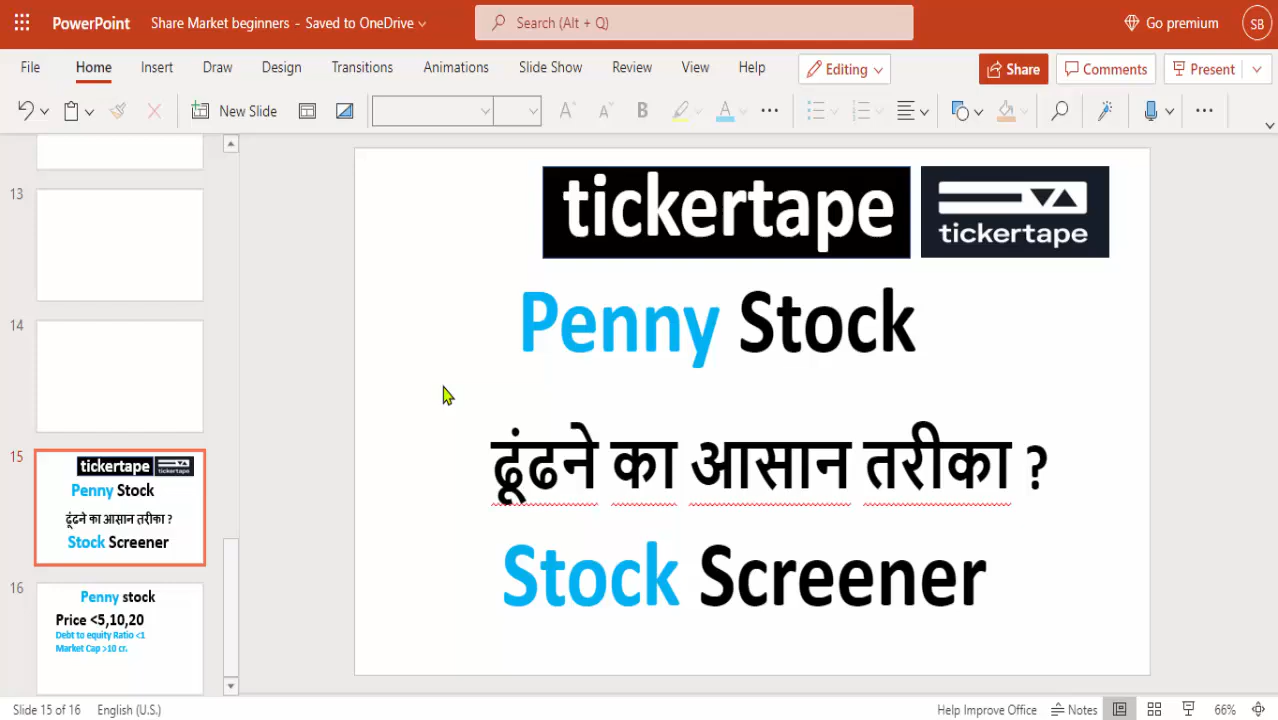 PowerPoint Share Market beginners - Saved to OneDrive Search (Alt + Q) Go premium SB
File Home Insert Draw Design Transitions Animations Slide Show Review View Help Editing Share Comments Present
New Slide B A
13
14
15
tickertape tickertape
Penny Stock
ढूंढने का आसान तरीका ?
Stock Screener
16
Penny stock
Price <5,10,20
Debt to equity Ratio <1
Market Cap >10 cr.
tickertape tickertape
Penny Stock
ढूंढने का आसान तरीका ?
Stock Screener
Slide 15 of 16 English (U.S.) Help Improve Office Notes 66%